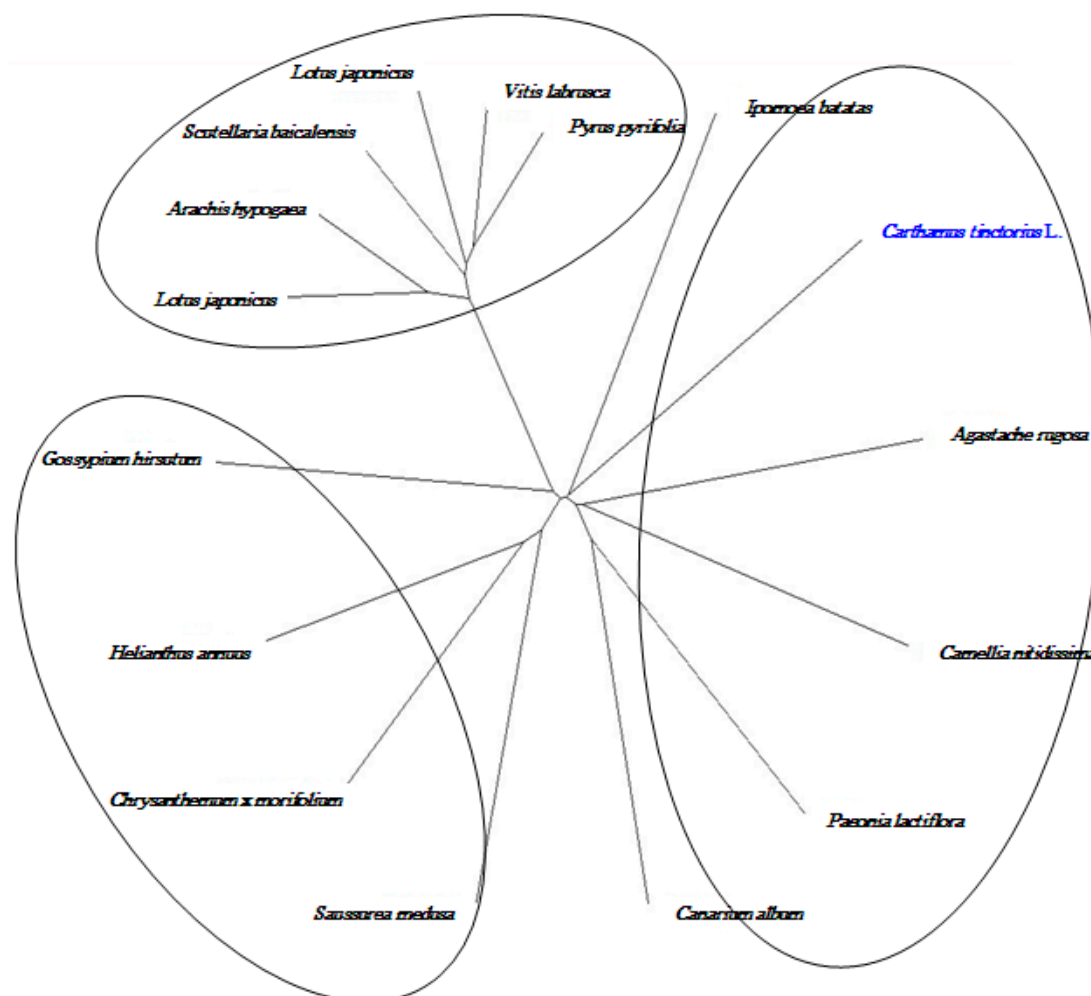 Lotus japonicus
Vitis labrusca
Ipomoea batatas
Scutellaria baicalensis
Pyrus pyrifolia
Arachis hypogaea
Carthamus tinctorius L.
Lotus japonicus
Agastache rugosa
Gossypium hirsutum
Helianthus annuus
Camellia nitidissima
Chrysanthemum x morifolium
Paeonia lactiflora
Saussurea medusa
Canarium album